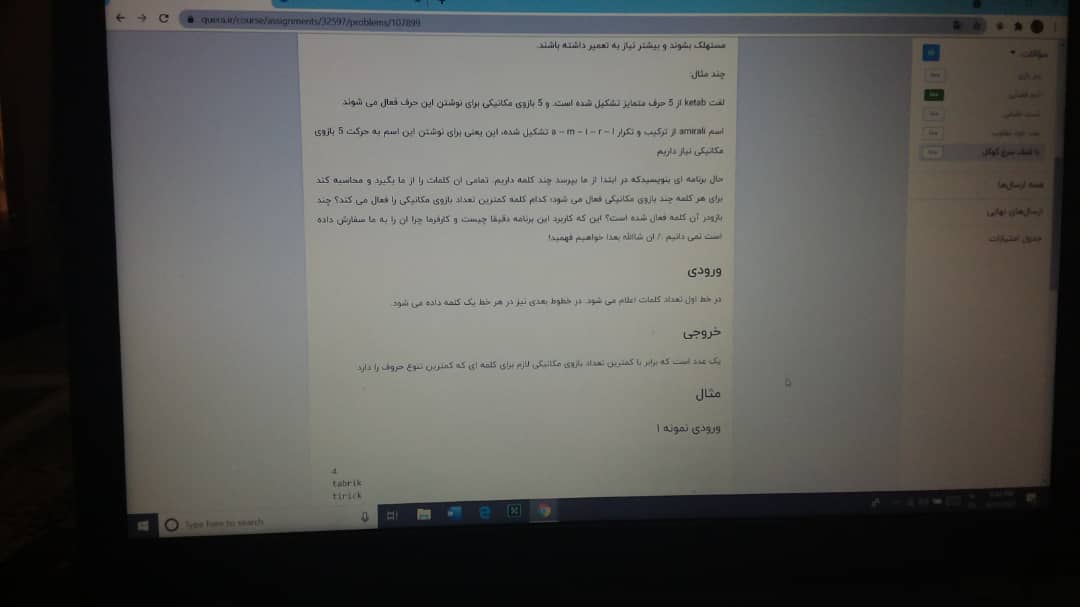 quera.ir/course/assignments/32597/problems/107899
مستهلک بشوند و بیشتر نیاز به تعمیر داشته باشند.
چند مثال:
لغت ketab از 5 حرف متمایز تشکیل شده است. و 5 بازوی مکانیکی برای نوشتن این حرف فعال می شوند
اسم amirali از ترکیب و تکرار a – m – i – r – l تشکیل شده، این یعنی برای نوشتن این اسم به حرکت 5 بازوی
مکانیکی نیاز داریم.
حال برنامه ای بنویسیدکه در ابتدا از ما بپرسد چند کلمه داریم. تمامی ان کلمات را از ما بگیرد و محاسبه کند
برای هر کلمه چند بازوی مکانیکی فعال می شود؛ کدام کلمه کمترین تعداد بازوی مکانیکی را فعال می کند؟ چند
بازودر آن کلمه فعال شده است؟ این که کاربرد این برنامه دقیقا چیست و کارفرما چرا ان را به ما سفارش داده
است نمی دانیم :/ ان شاالله بعدا خواهیم فهمید!
ورودی
در خط اول تعداد کلمات اعلام می شود. در خطوط بعدی نیز در هر خط یک کلمه داده می شود.
خروجی
یک عدد است که برابر با کمترین تعداد بازوی مکانیکی لازم برای کلمه ای که کمترین تنوع حروف را دارد
مثال
ورودی نمونه ۱
4
tabrik
tirick
سؤالات
همه ارسال‌ها
ارسال‌های نهایی
جدول امتیازات
Type here to search